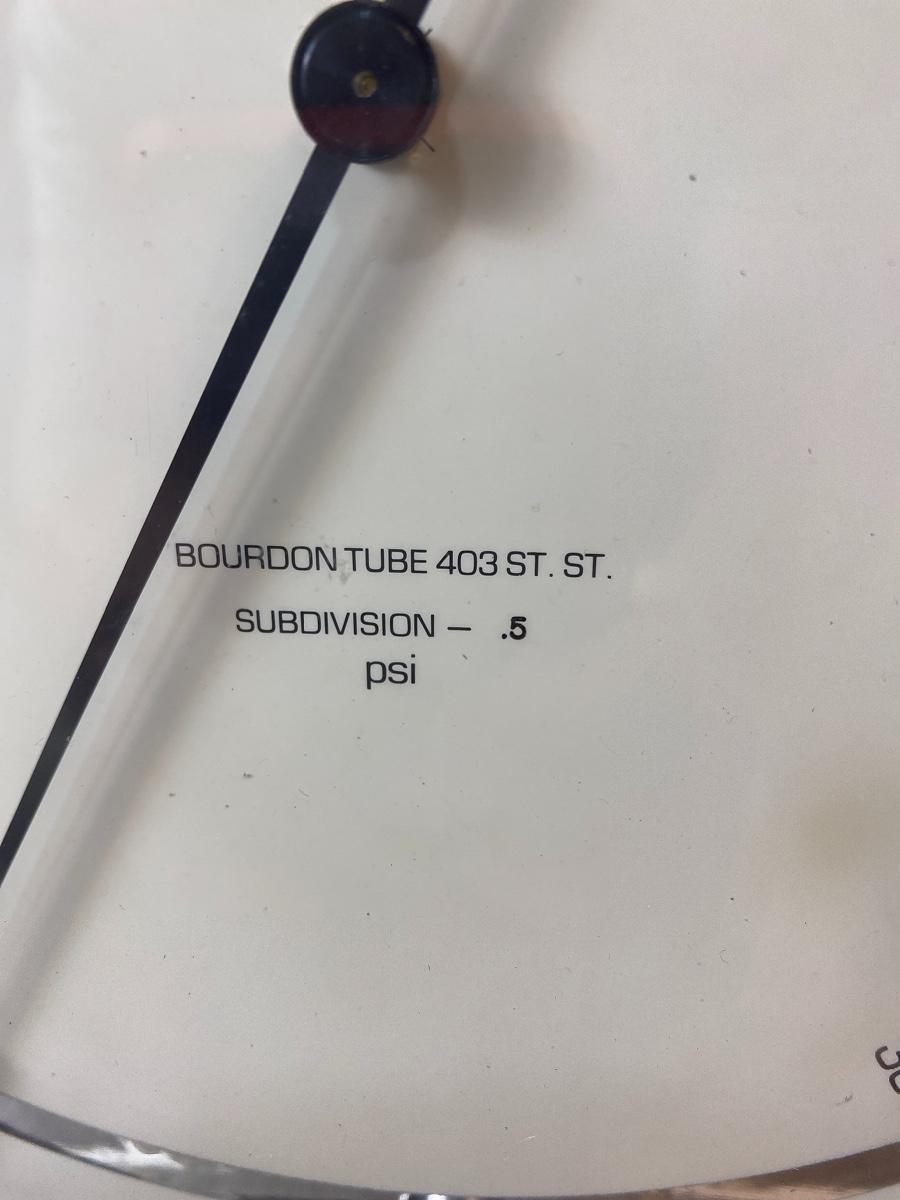 BOURDON TUBE 403 ST. ST.
SUBDIVISION – .5
psi